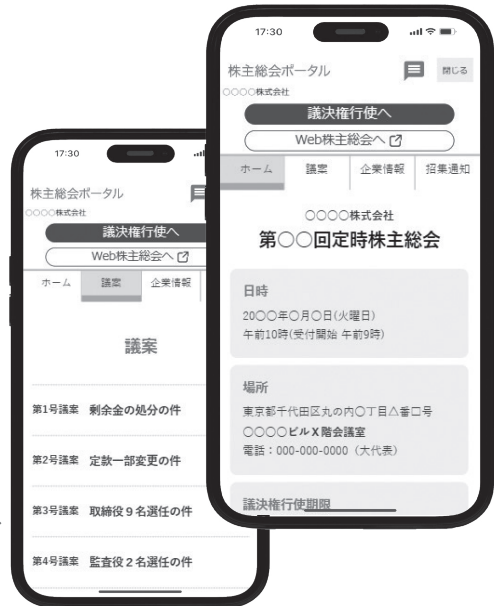 17:30
株主総会ポータル
閉じる
○○○○株式会社
議決権行使へ
Web株主総会へ
ホーム 議案 企業情報 招集通知
○○○○株式会社
第○○回定時株主総会
日時
20○○年○月○日(火曜日)
午前10時(受付開始 午前9時)
場所
東京都千代田区丸の内○丁目△番□号
○○○○ビルX階会議室
電話:000-000-0000(大代表)
議決権行使期限
17:30
株主総会ポータル
○○○○株式会社
議決権行使へ
Web株主総会へ
ホーム 議案 企業情報
議案
第1号議案 剰余金の処分の件
第2号議案 定款一部変更の件
第3号議案 取締役9名選任の件
第4号議案 監査役2名選任の件